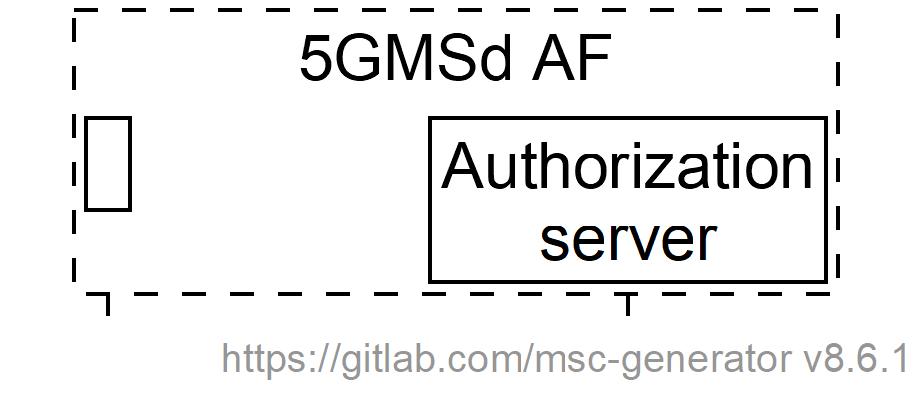 5GMSd AF
Authorization
server
https://gitlab.com/msc-generator v8.6.1